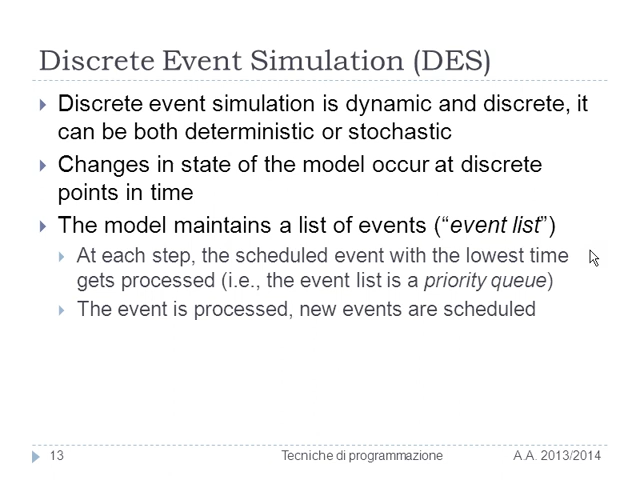 Discrete Event Simulation (DES)
Discrete event simulation is dynamic and discrete, it
can be both deterministic or stochastic
Changes in state of the model occur at discrete
points in time
The model maintains a list of events (“event list”)
At each step, the scheduled event with the lowest time
gets processed (i.e., the event list is a priority queue)
The event is processed, new events are scheduled
13 Tecniche di programmazione A.A. 2013/2014